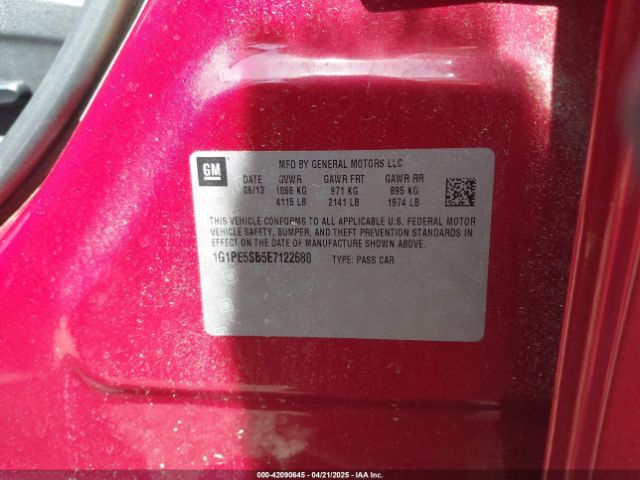 GM
MFD BY GENERAL MOTORS LLC
DATE GVWR GAWR FRT GAWR RR
06/13 1866 KG 971 KG 895 KG
4115 LB 2141 LB 1974 LB
THIS VEHICLE CONFORMS TO ALL APPLICABLE U.S. FEDERAL MOTOR
VEHICLE SAFETY, BUMPER, AND THEFT PREVENTION STANDARDS IN
EFFECT ON THE DATE OF MANUFACTURE SHOWN ABOVE.
1G1PE5SB5E7122680 TYPE: PASS CAR
000-42090645 - 04/21/2025 - IAA Inc.